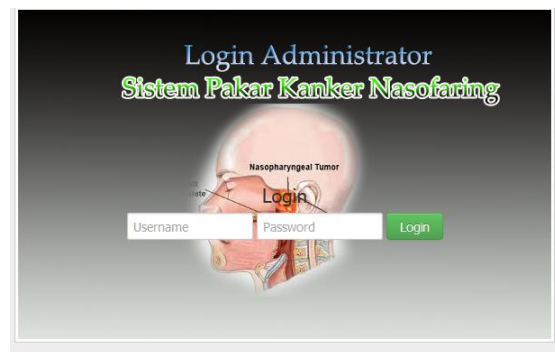 Login Administrator
Sistem Pakar Kanker Nasofaring
Nasopharyngeal Tumor
Login
Username
Password
Login